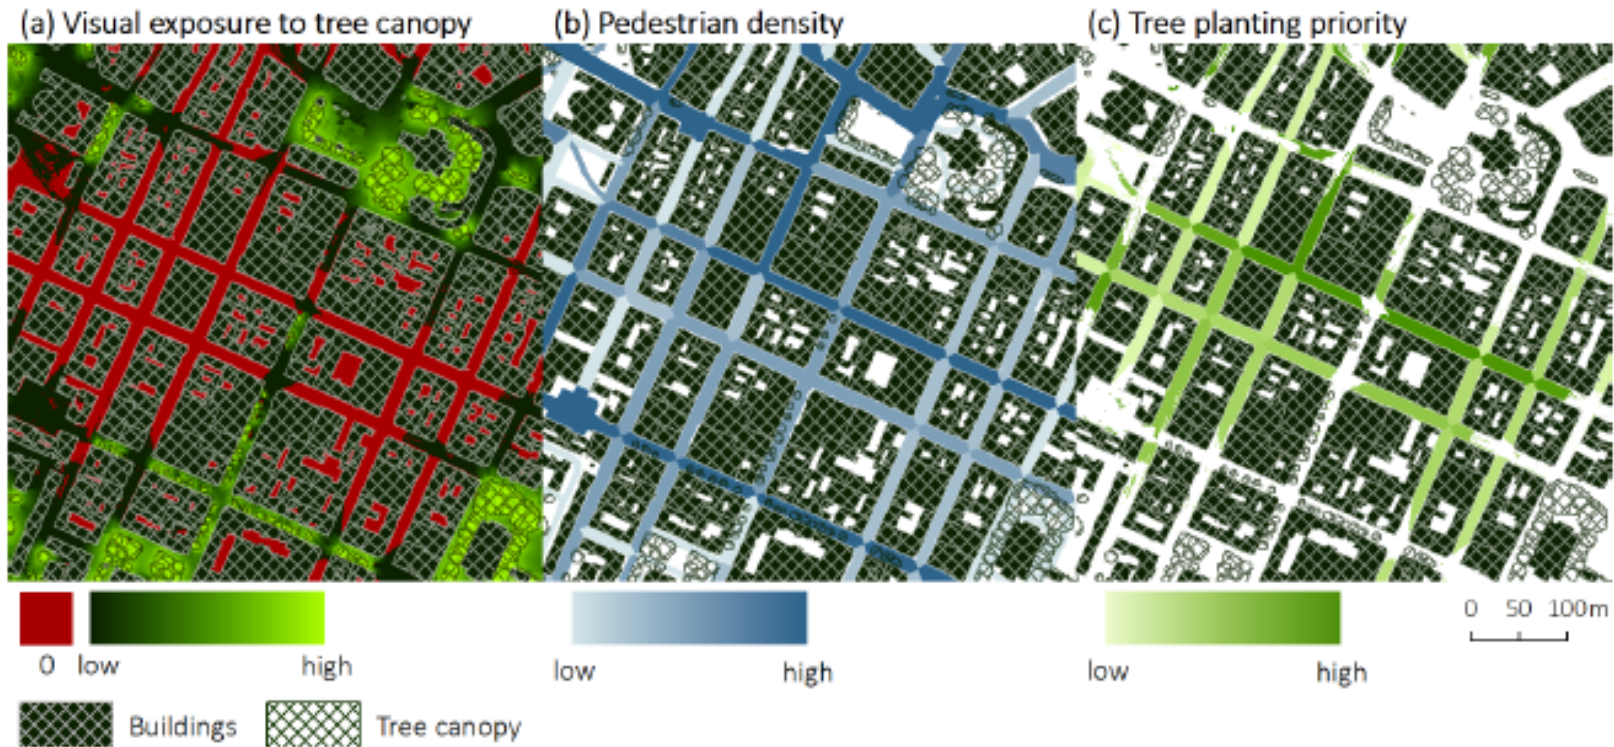 (a) Visual exposure to tree canopy
(b) Pedestrian density
(c) Tree planting priority
0 low high
low high
low high
0 50 100m
Buildings
Tree canopy